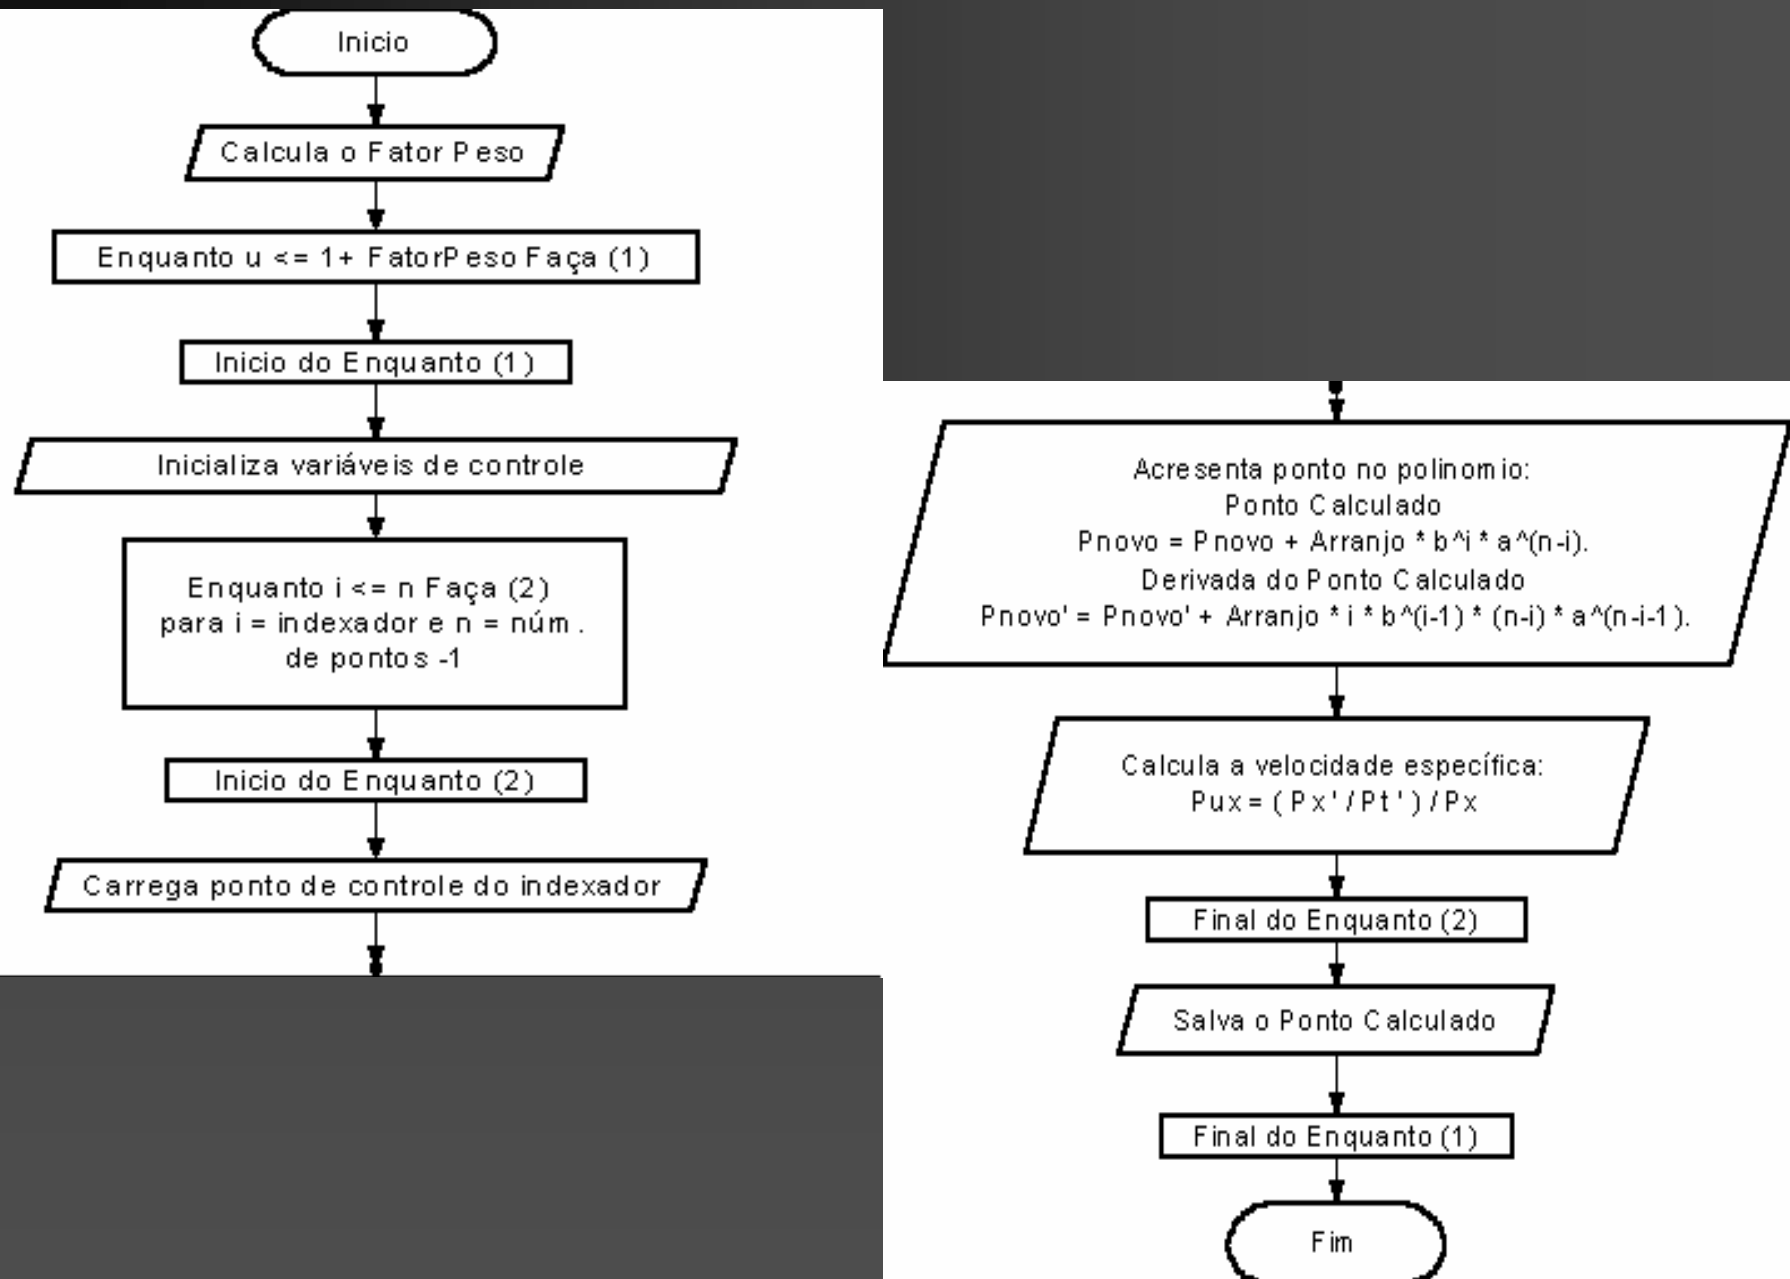 Inicio
Calcula o Fator Peso
Enquanto u <= 1+ FatorPeso Faça (1)
Inicio do Enquanto (1)
Inicializa variáveis de controle
Enquanto i <= n Faça (2)
para i = indexador e n = núm.
de pontos -1
Inicio do Enquanto (2)
Carrega ponto de controle do indexador
Acresenta ponto no polinomio:
Ponto Calculado
Pnovo = Pnovo + Arranjo * b^i * a^(n-i).
Derivada do Ponto Calculado
Pnovo' = Pnovo' + Arranjo * i * b^(i-1) * (n-i) * a^(n-i-1).
Calcula a velocidade específica:
Pux = ( Px ' / Pt ' ) / Px
Final do Enquanto (2)
Salva o Ponto Calculado
Final do Enquanto (1)
Fim